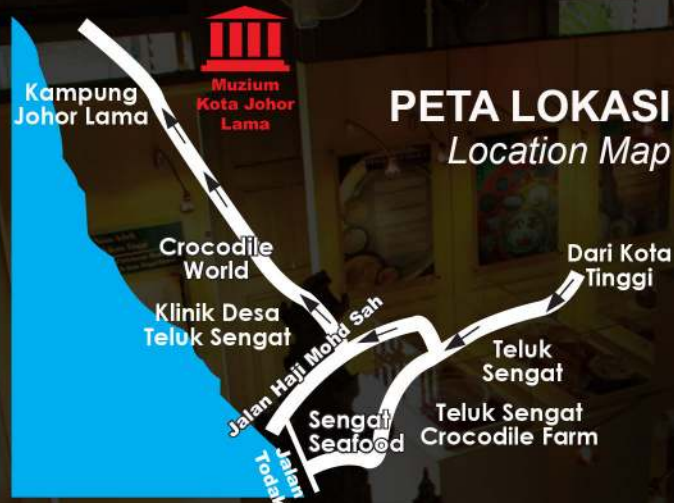 Muzium
Kota Johor
Lama
Kampung
Johor Lama
PETA LOKASI
Location Map
Crocodile
World
Dari Kota
Tinggi
Klinik Desa
Teluk Sengat
Jalan Haji Mohd Sah
Teluk
Sengat
Sengat
Seafood
Teluk Sengat
Crocodile Farm
Jalan
Todak